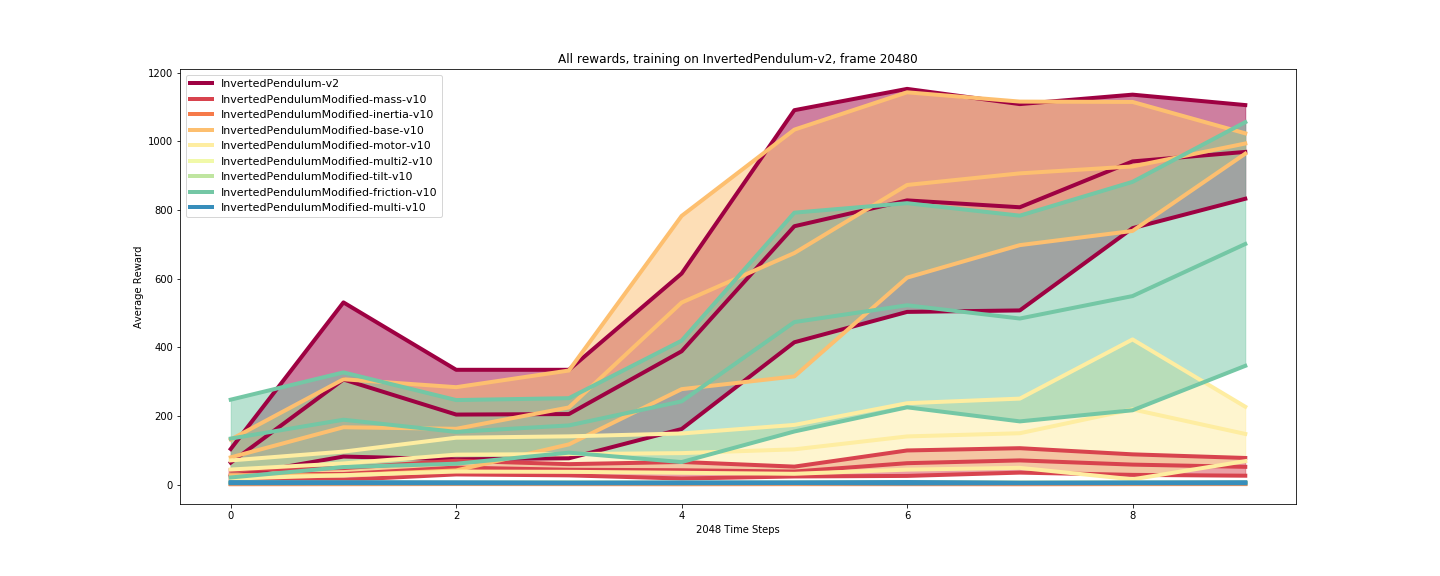 All rewards, training on InvertedPendulum-v2, frame 20480
InvertedPendulum-v2
InvertedPendulumModified-mass-v10
InvertedPendulumModified-inertia-v10
InvertedPendulumModified-base-v10
InvertedPendulumModified-motor-v10
InvertedPendulumModified-multi2-v10
InvertedPendulumModified-tilt-v10
InvertedPendulumModified-friction-v10
InvertedPendulumModified-multi-v10
1200
1000
800
600
400
200
0
Average Reward
0 2 4 6 8
2048 Time Steps